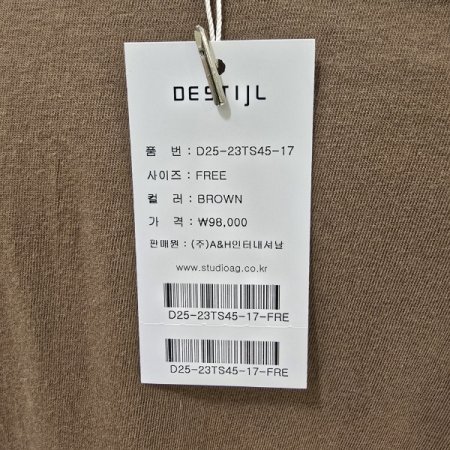 DESTIJL
품 번 : D25-23TS45-17
사이즈 : FREE
컬 러 : BROWN
가 격 : ₩98,000
판매원 : (주)A&H인터내셔날
www.studioag.co.kr
D25-23TS45-17-FRE
D25-23TS45-17-FRE